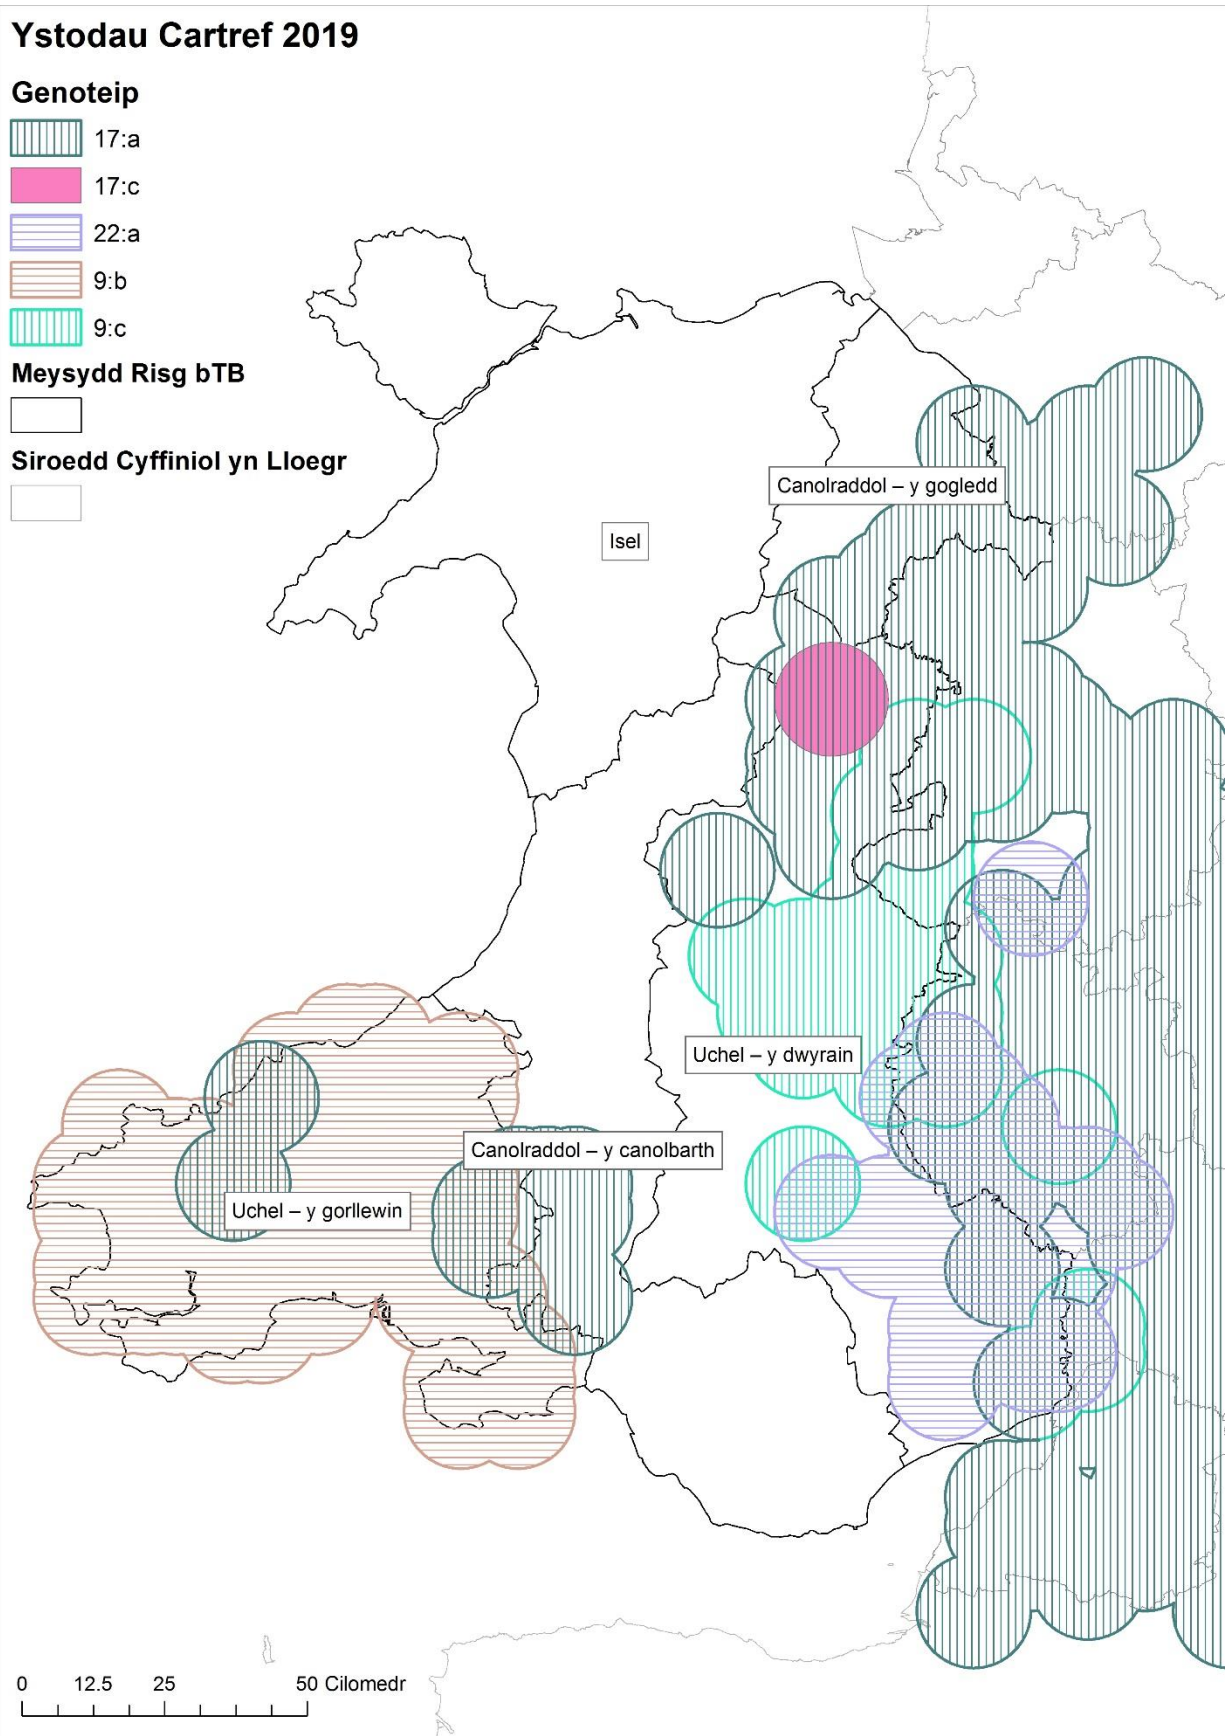 Ystodau Cartref 2019
Genoteip
17:a
17:c
22:a
9:b
9:c
Meysydd Risg bTB
Siroedd Cyffiniol yn Lloegr
Canolraddol – y gogledd
Isel
Uchel – y dwyrain
Canolraddol – y canolbarth
Uchel – y gorllewin
0 12.5 25 50 Cilomedr